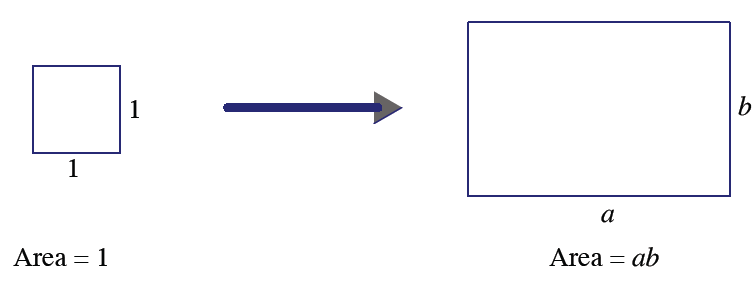 1
1
b
a
Area = 1
Area = ab